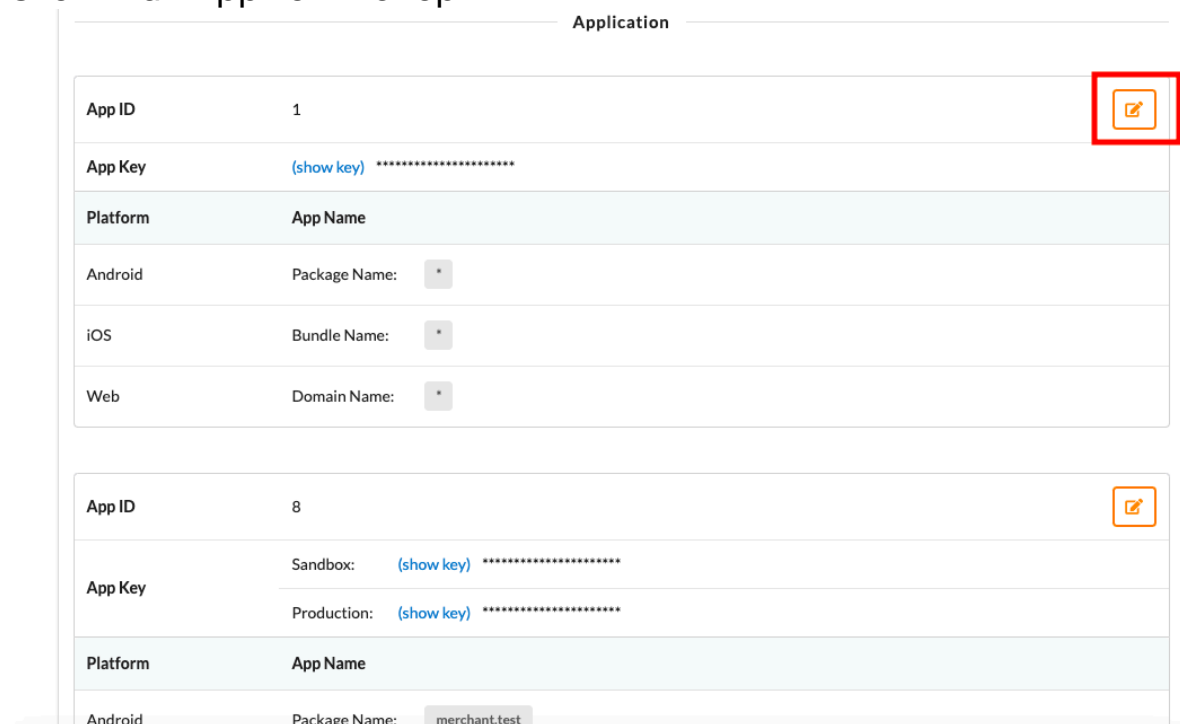 Application
App ID 1
App Key (show key) **********************
Platform App Name
Android Package Name: *
iOS Bundle Name: *
Web Domain Name: *
App ID 8
App Key
Sandbox: (show key) **********************
Production: (show key) **********************
Platform App Name
Android Package Name: merchant.test